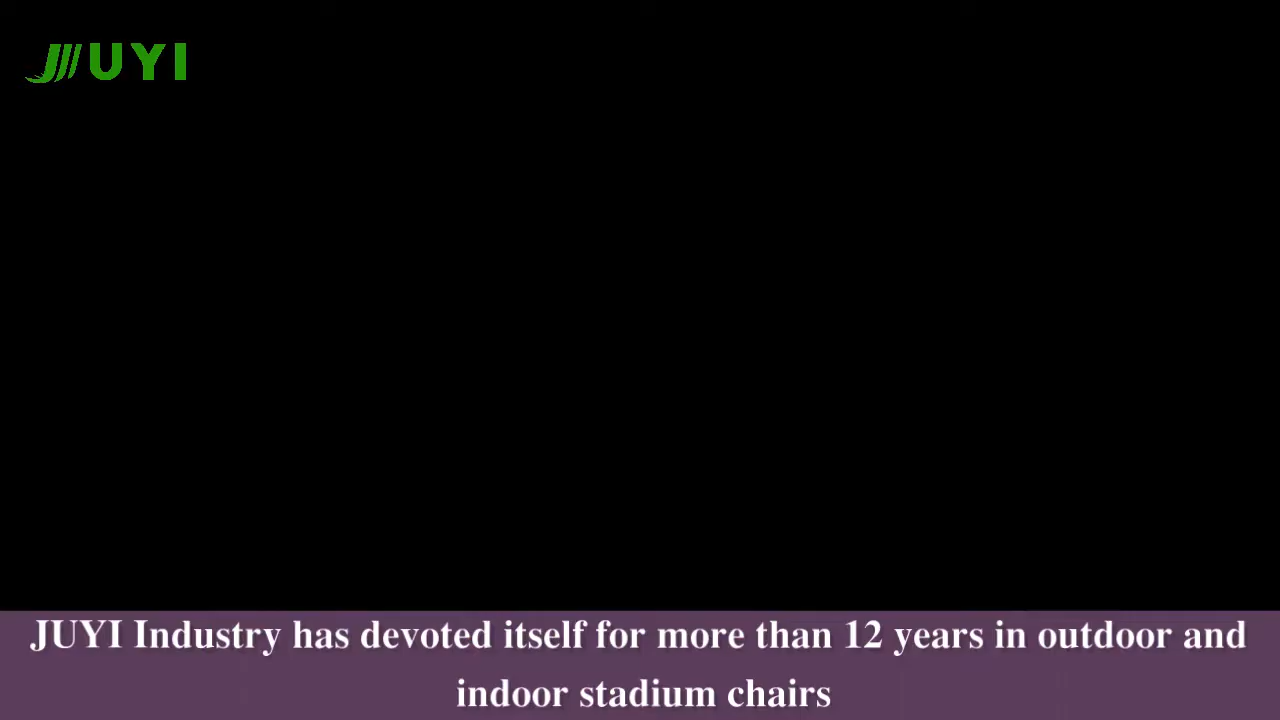 JUYI
JUYI Industry has devoted itself for more than 12 years in outdoor and
indoor stadium chairs